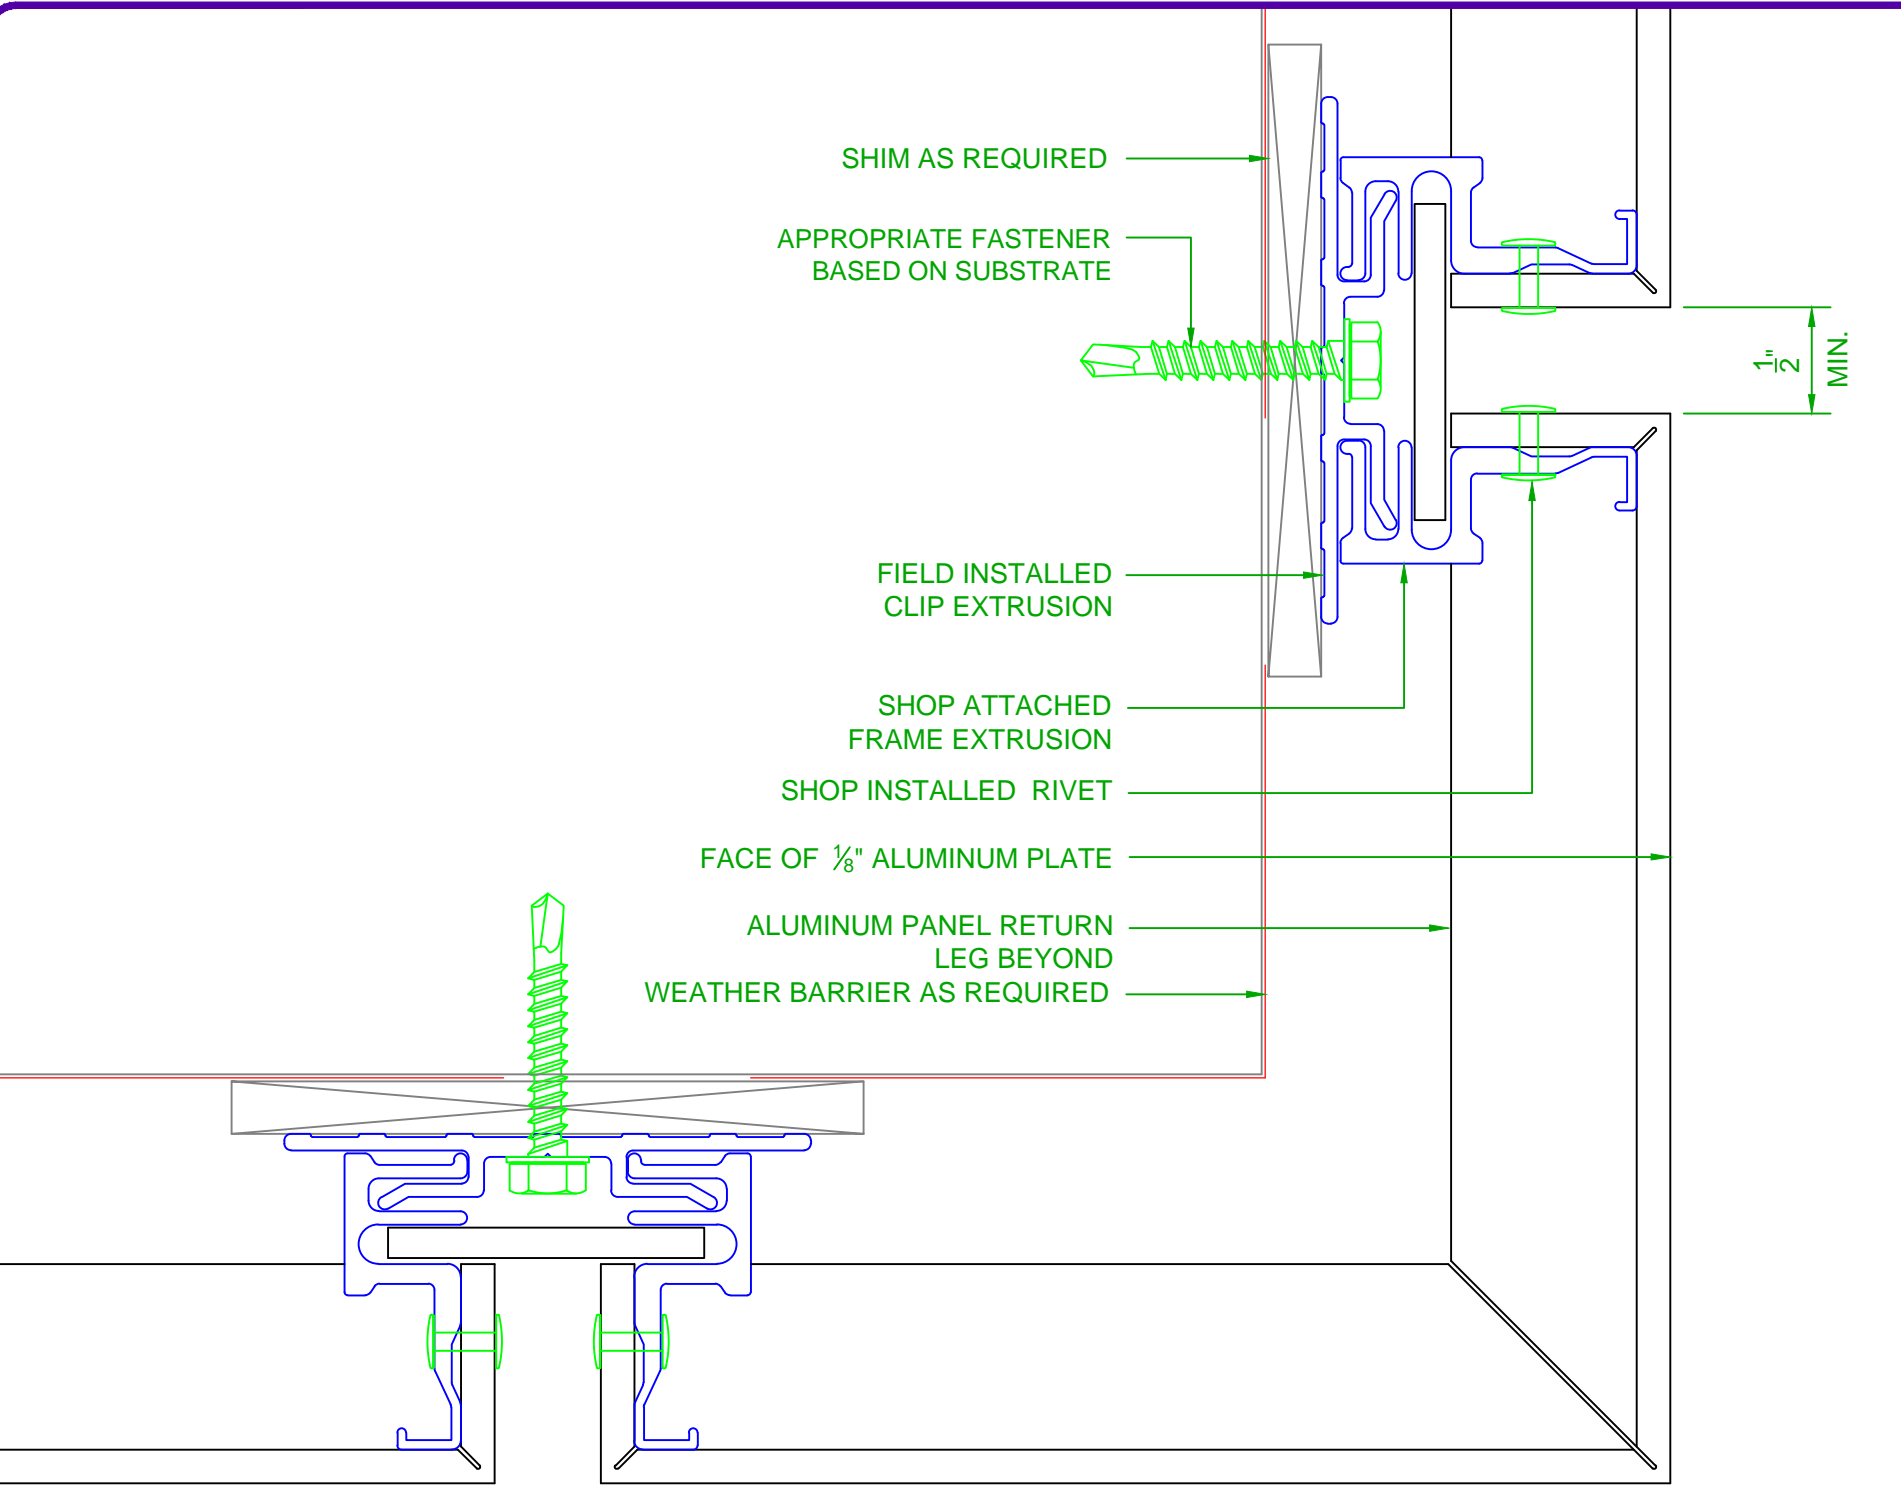 SHIM AS REQUIRED
APPROPRIATE FASTENER
BASED ON SUBSTRATE
1/2"
MIN.
FIELD INSTALLED
CLIP EXTRUSION
SHOP ATTACHED
FRAME EXTRUSION
SHOP INSTALLED RIVET
FACE OF ⅛" ALUMINUM PLATE
ALUMINUM PANEL RETURN
LEG BEYOND
WEATHER BARRIER AS REQUIRED